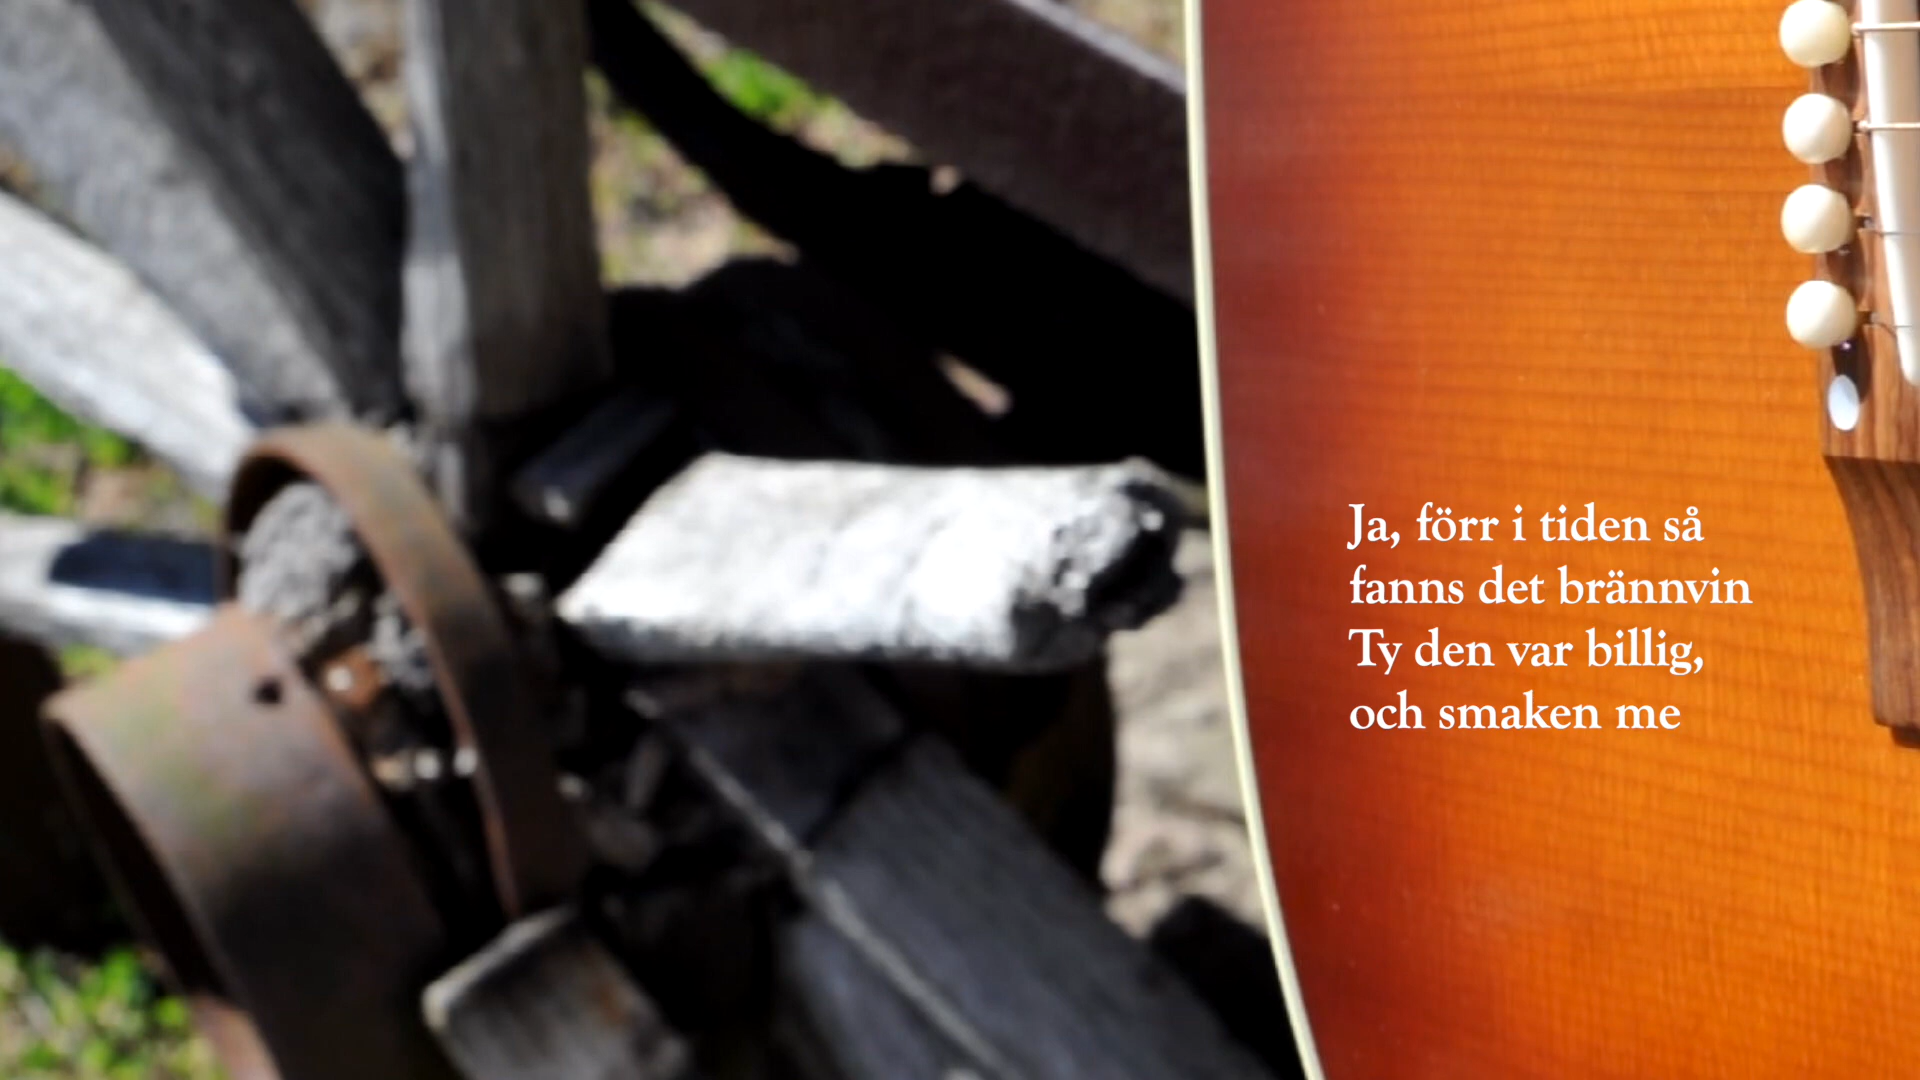 Ja, förr i tiden så
fanns det brännvin
Ty den var billig,
och smaken me